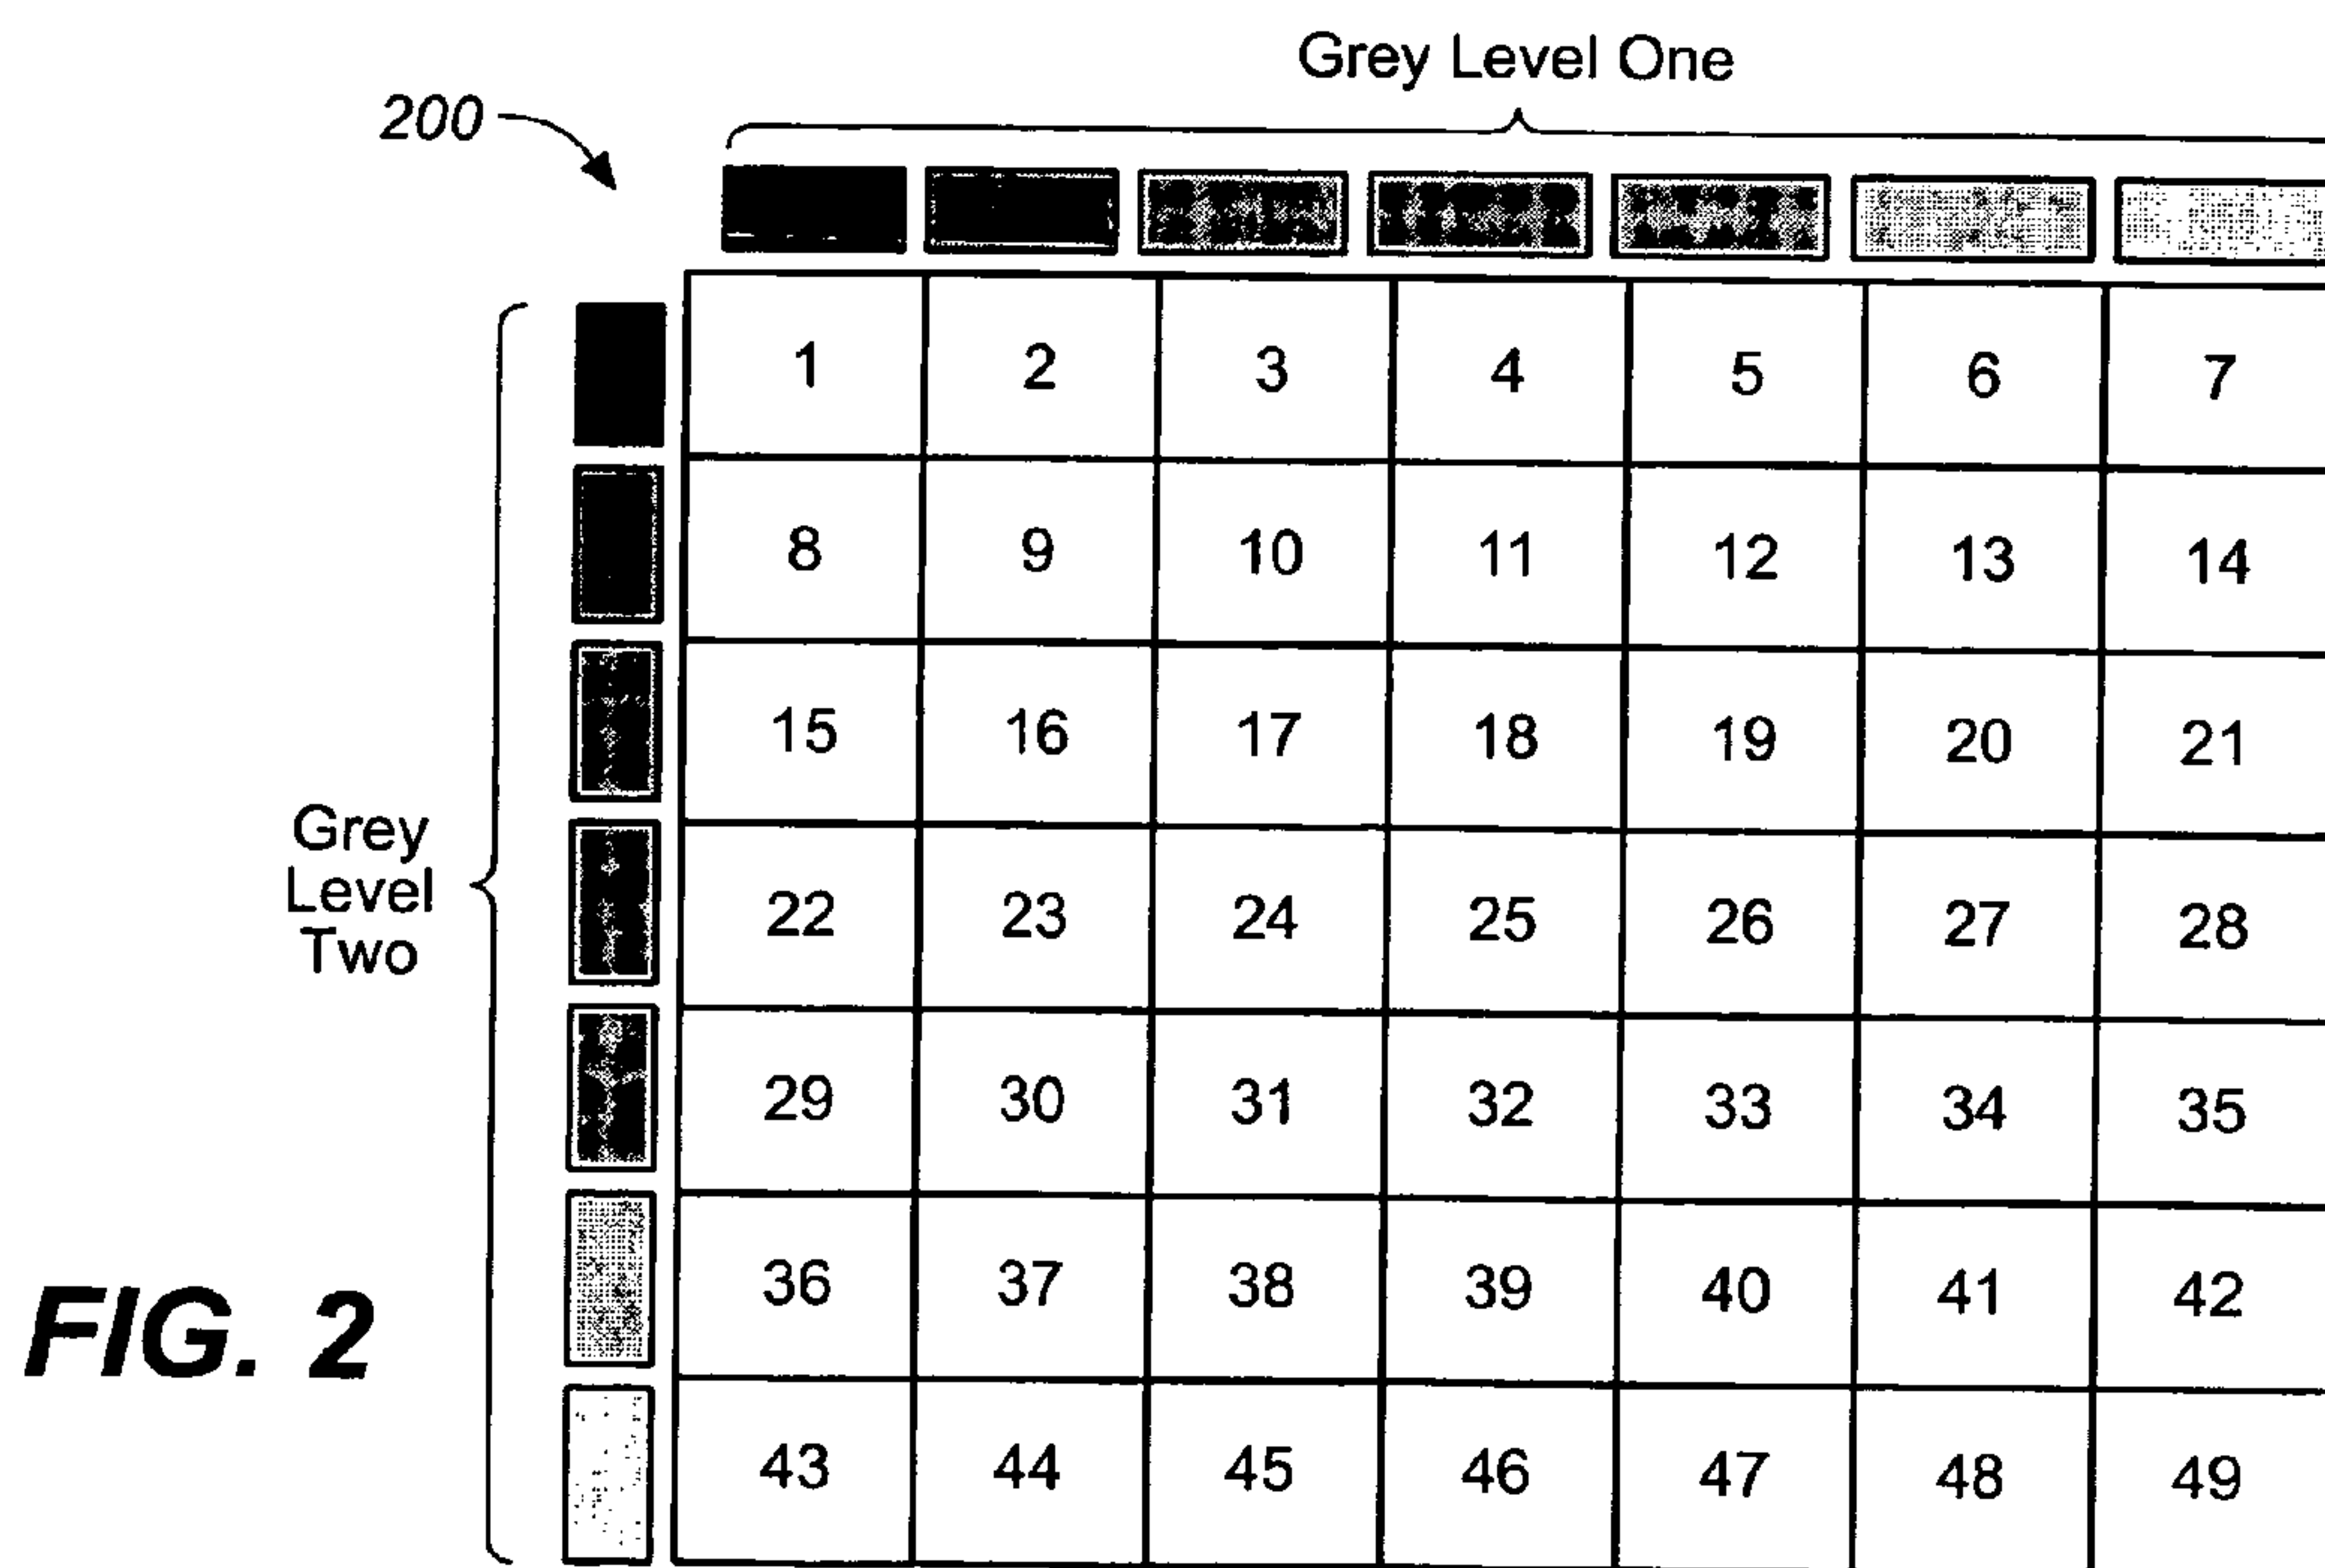 Grey Level One
200
1 2 3 4 5 6 7
8 9 10 11 12 13 14
15 16 17 18 19 20 21
Grey
Level
Two
22 23 24 25 26 27 28
29 30 31 32 33 34 35
36 37 38 39 40 41 42
FIG. 2
43 44 45 46 47 48 49